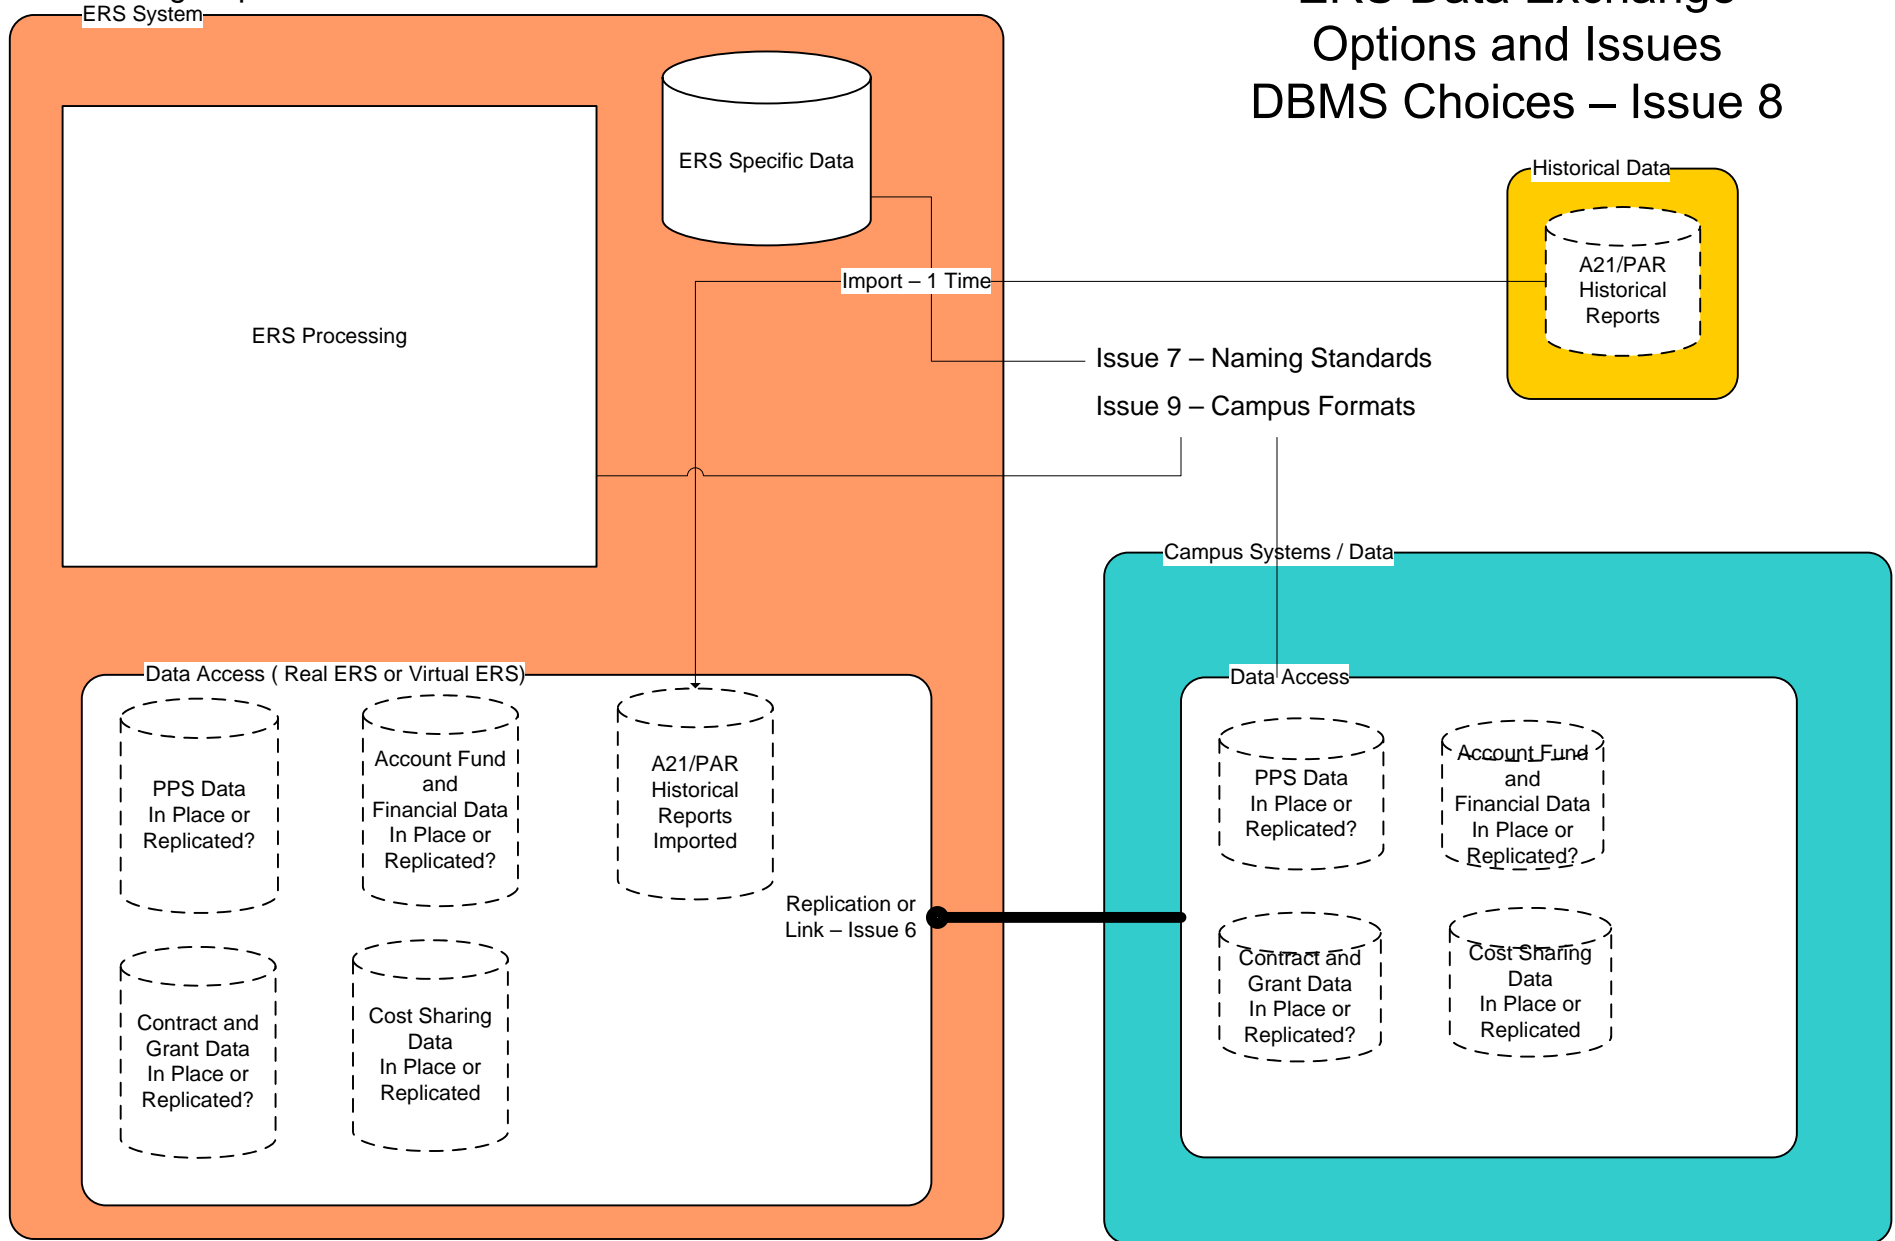 ERS System
ERS Data Exchange
Options and Issues
DBMS Choices – Issue 8
ERS Specific Data
Historical Data
A21/PAR
Historical
Reports
Import – 1 Time
ERS Processing
Issue 7 – Naming Standards
Issue 9 – Campus Formats
Campus Systems / Data
Data Access ( Real ERS or Virtual ERS)
PPS Data
In Place or
Replicated?
Account Fund
and
Financial Data
In Place or
Replicated?
A21/PAR
Historical
Reports
Imported
Replication or
Link – Issue 6
Contract and
Grant Data
In Place or
Replicated?
Cost Sharing
Data
In Place or
Replicated
Data Access
PPS Data
In Place or
Replicated?
Account Fund
and
Financial Data
In Place or
Replicated?
Contract and
Grant Data
In Place or
Replicated?
Cost Sharing
Data
In Place or
Replicated